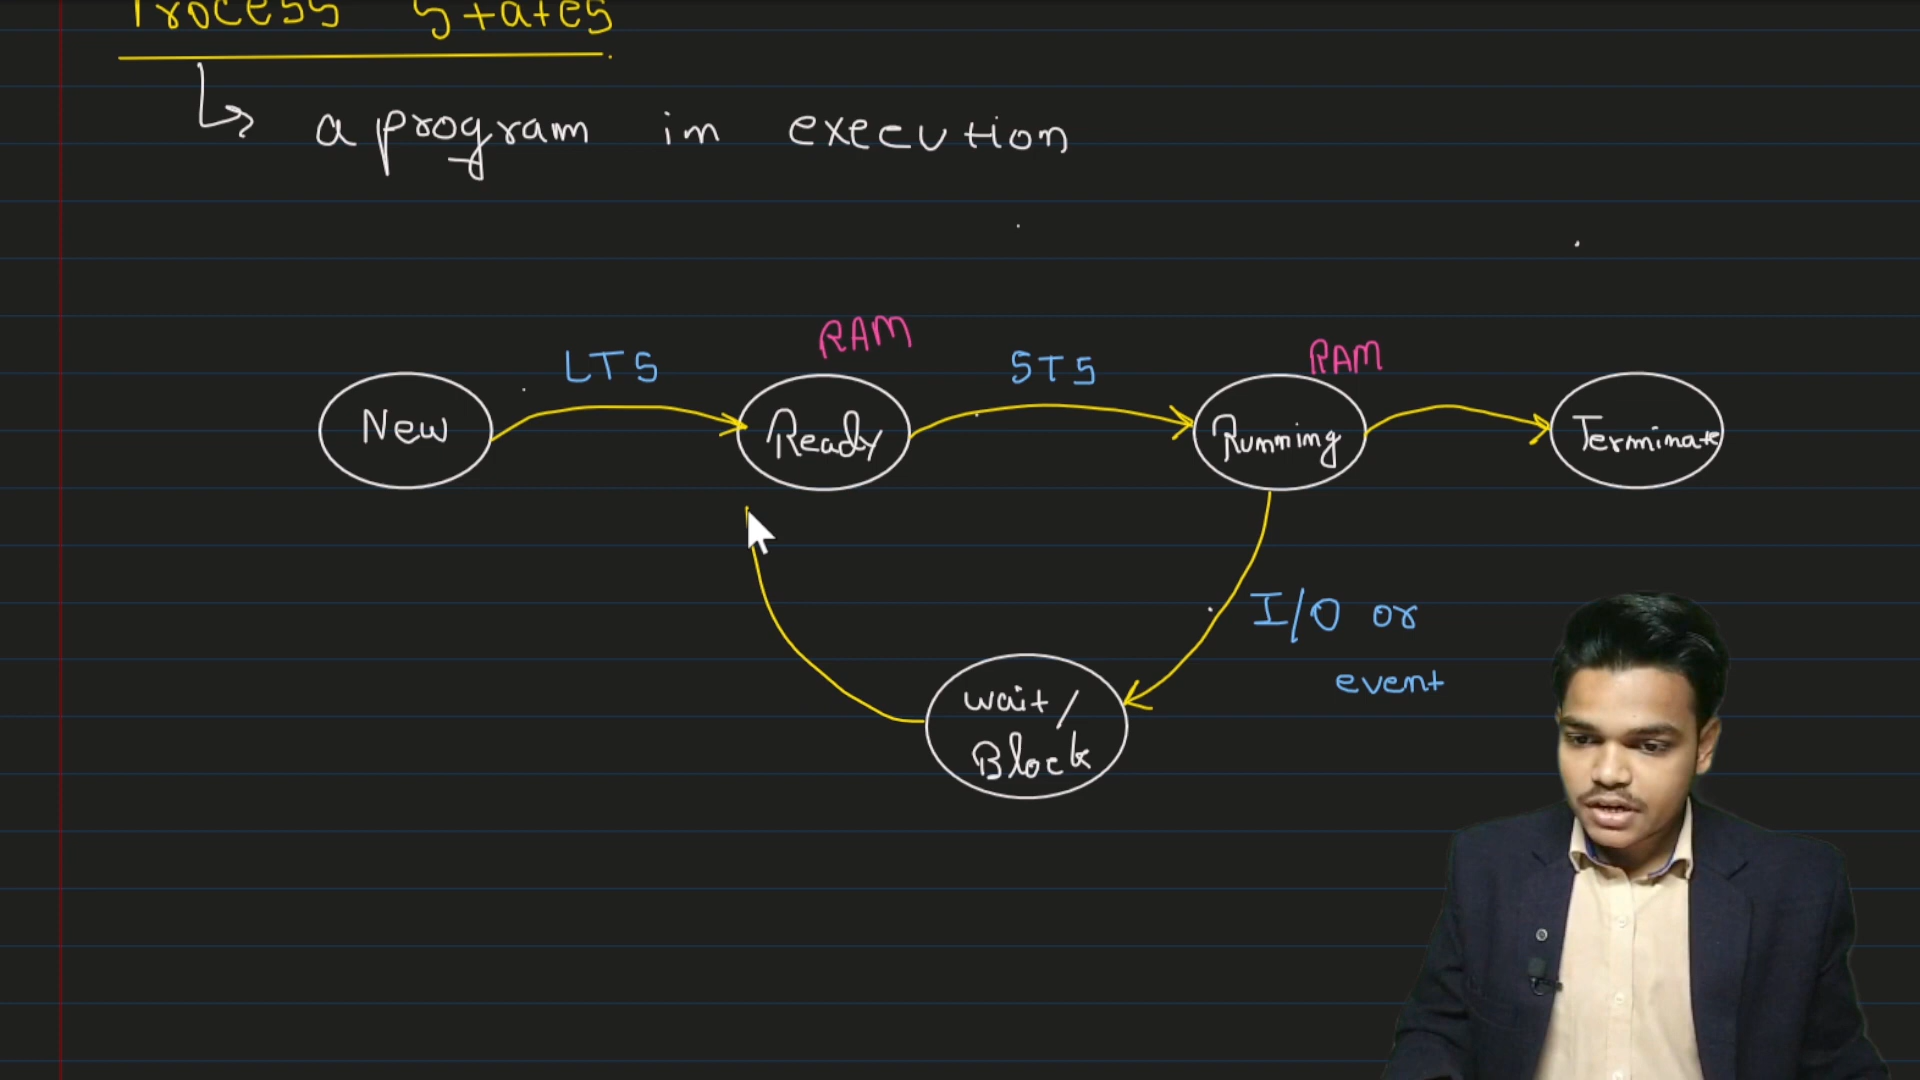 Process States
a program in execution
RAM
LTS
STS
RAM
New
Ready
Running
Terminate
I/O or
event
wait/
Block